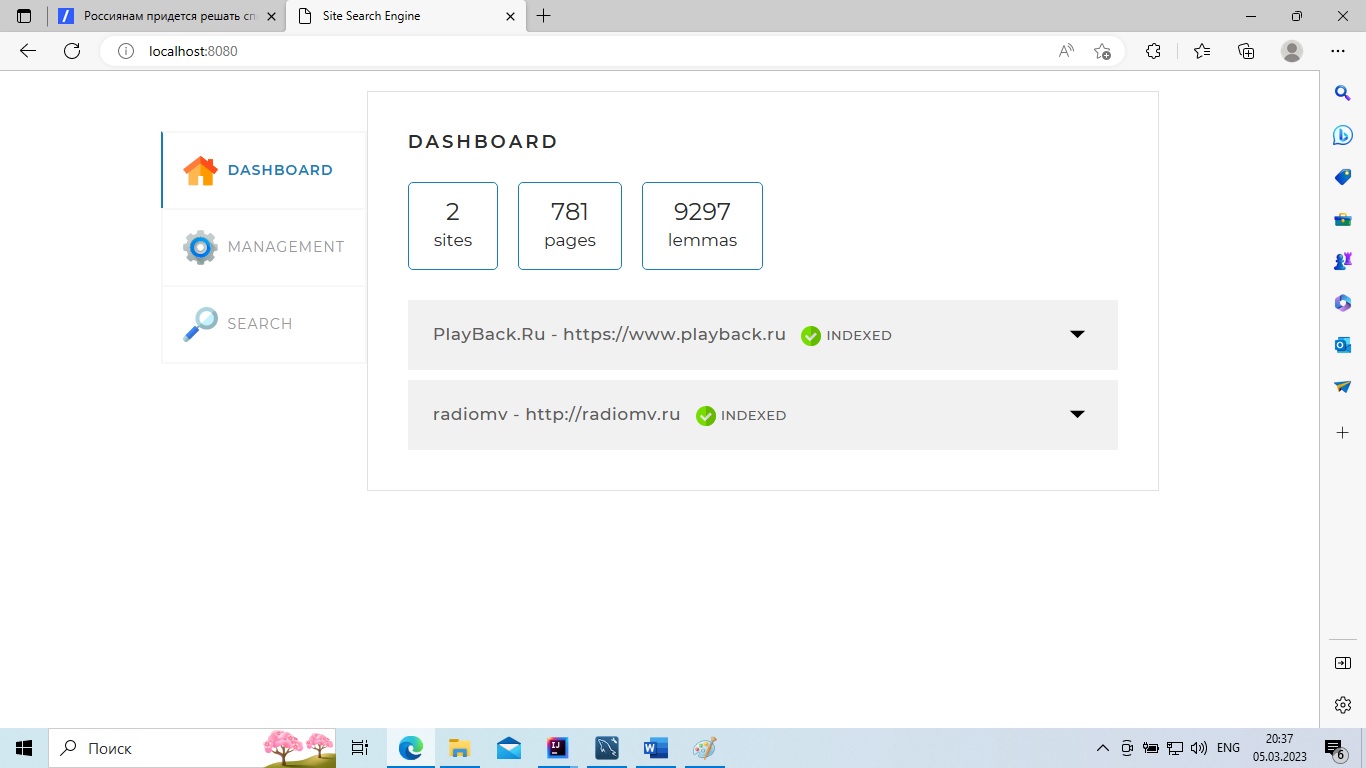 Россиянам придется решать сп
Site Search Engine
localhost:8080
DASHBOARD
MANAGEMENT
SEARCH
DASHBOARD
2
sites
781
pages
9297
lemmas
PlayBack.Ru - https://www.playback.ru INDEXED
radiomv - http://radiomv.ru INDEXED
Поиск
ENG
20:37
05.03.2023
6